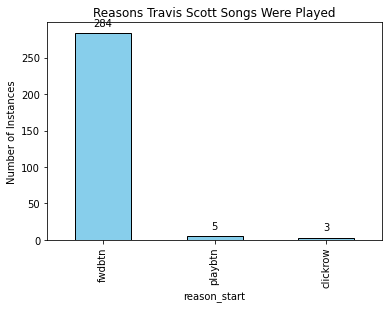 Reasons Travis Scott Songs Were Played
284
250
200
150
100
50
0
5
3
Number of Instances
fwdbtn
playbtn
clickrow
reason_start